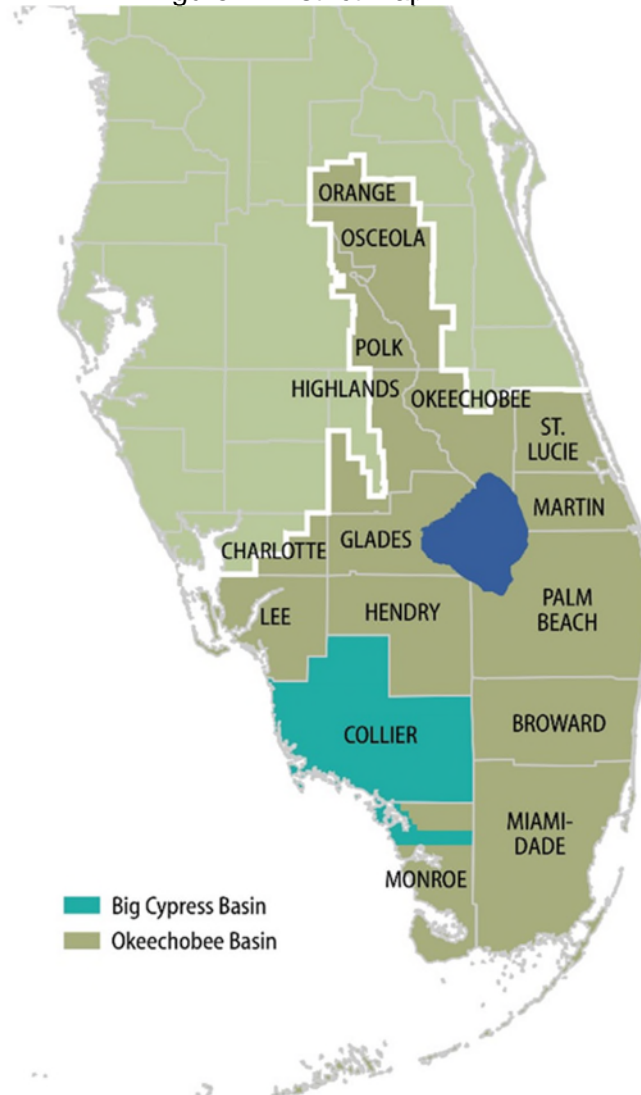 ORANGE
OSCEOLA
POLK
HIGHLANDS
OKEECHOBEE
ST.
LUCIE
MARTIN
CHARLOTTE
GLADES
LEE
HENDRY
PALM
BEACH
COLLIER
BROWARD
MIAMI-
DADE
MONROE
Big Cypress Basin
Okeechobee Basin